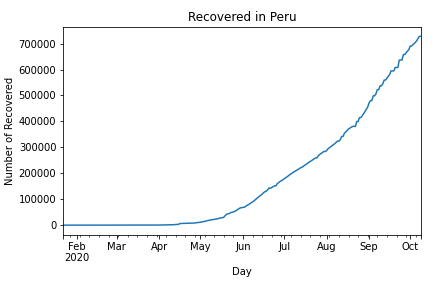 Recovered in Peru
Number of Recovered
700000
600000
500000
400000
300000
200000
100000
0
Feb Mar Apr May Jun Jul Aug Sep Oct
2020
Day